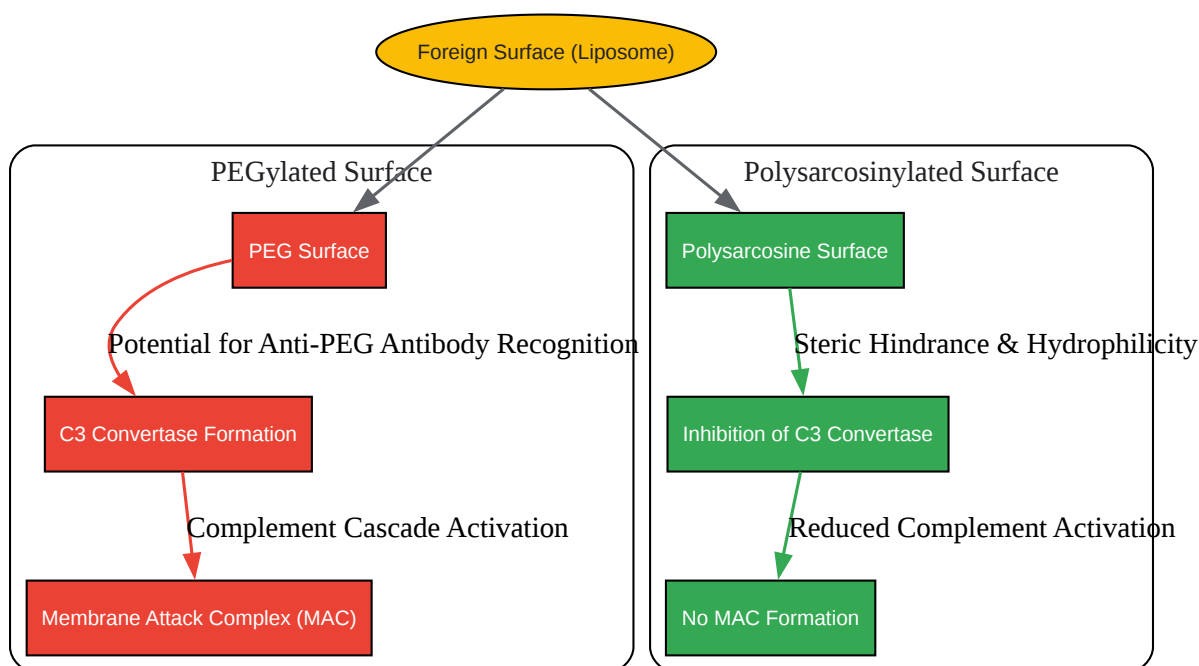 Foreign Surface (Liposome)
PEGylated Surface
PEG Surface
Potential for Anti-PEG Antibody Recognition
C3 Convertase Formation
Complement Cascade Activation
Membrane Attack Complex (MAC)
Polysarcosinylated Surface
Polysarcosine Surface
Steric Hindrance & Hydrophilicity
Inhibition of C3 Convertase
Reduced Complement Activation
No MAC Formation